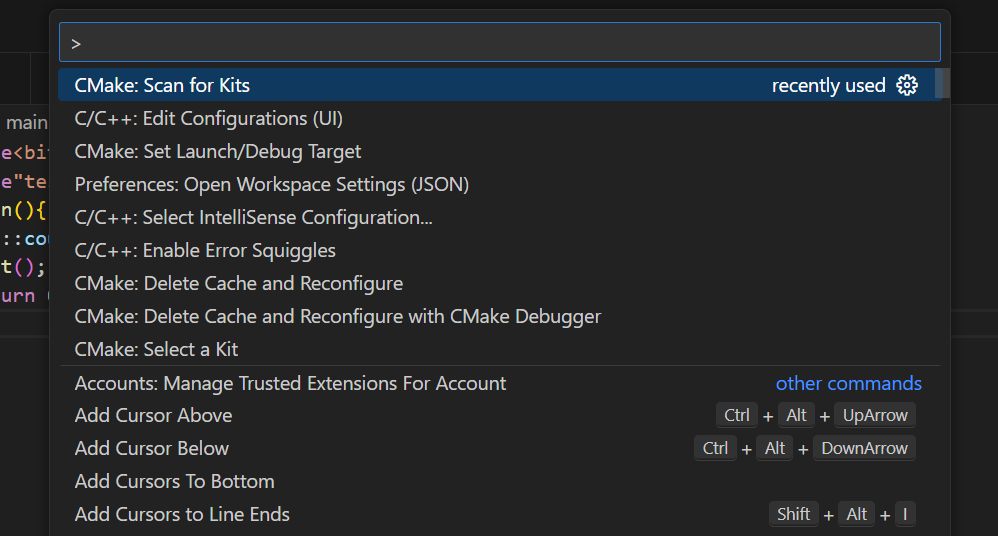 >
CMake: Scan for Kits recently used
C/C++: Edit Configurations (UI)
main
CMake: Set Launch/Debug Target
e<bi
Preferences: Open Workspace Settings (JSON)
e"te
n(){
C/C++: Select IntelliSense Configuration...
::co
C/C++: Enable Error Squiggles
t();
CMake: Delete Cache and Reconfigure
urn
CMake: Delete Cache and Reconfigure with CMake Debugger
CMake: Select a Kit
Accounts: Manage Trusted Extensions For Account other commands
Add Cursor Above Ctrl + Alt + UpArrow
Add Cursor Below Ctrl + Alt + DownArrow
Add Cursors To Bottom
Add Cursors to Line Ends Shift + Alt + I